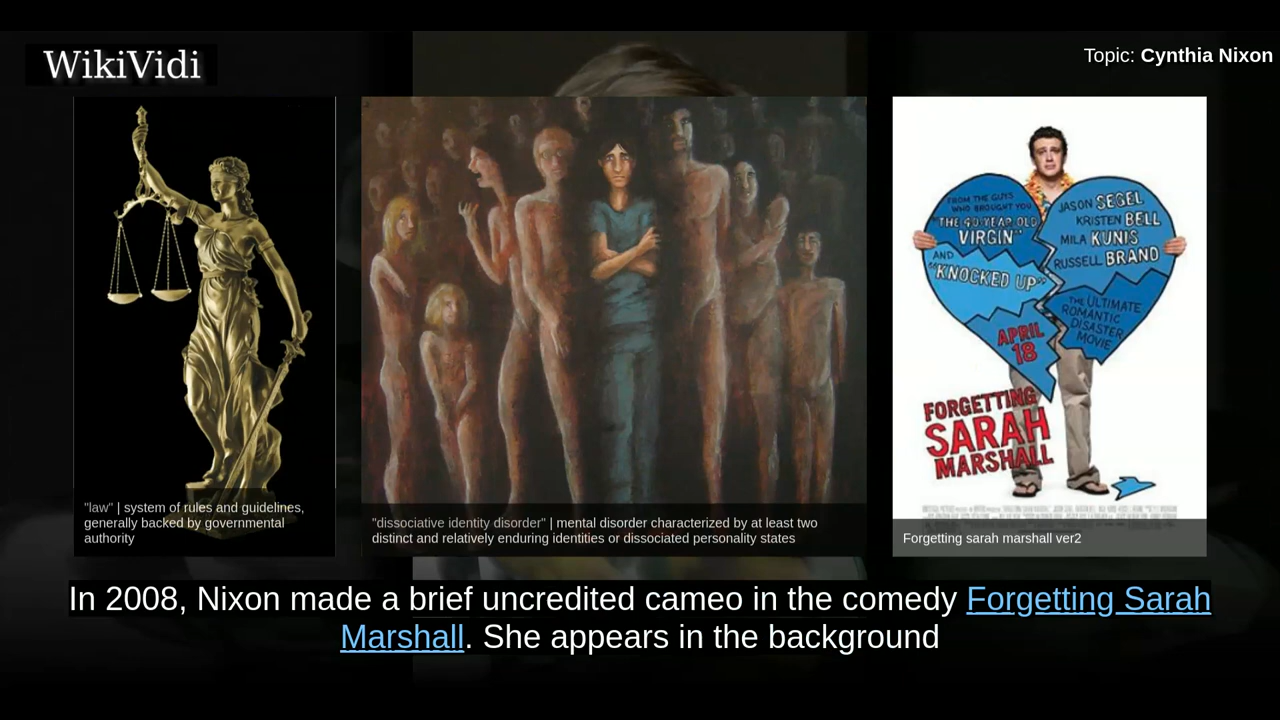 WikiVidi
Topic: Cynthia Nixon
"law" | system of rules and guidelines,
generally backed by governmental
authority
"dissociative identity disorder" | mental disorder characterized by at least two
distinct and relatively enduring identities or dissociated personality states
FROM THE GUYS
WHO BROUGHT YOU
"THE 40-YEAR-OLD
VIRGIN"
AND
"KNOCKED UP"
JASON SEGEL
KRISTEN BELL
MILA KUNIS
RUSSELL BRAND
THE ULTIMATE
ROMANTIC
DISASTER
MOVIE
APRIL
18
FORGETTING
SARAH
MARSHALL
Forgetting sarah marshall ver2
In 2008, Nixon made a brief uncredited cameo in the comedy Forgetting Sarah
Marshall. She appears in the background